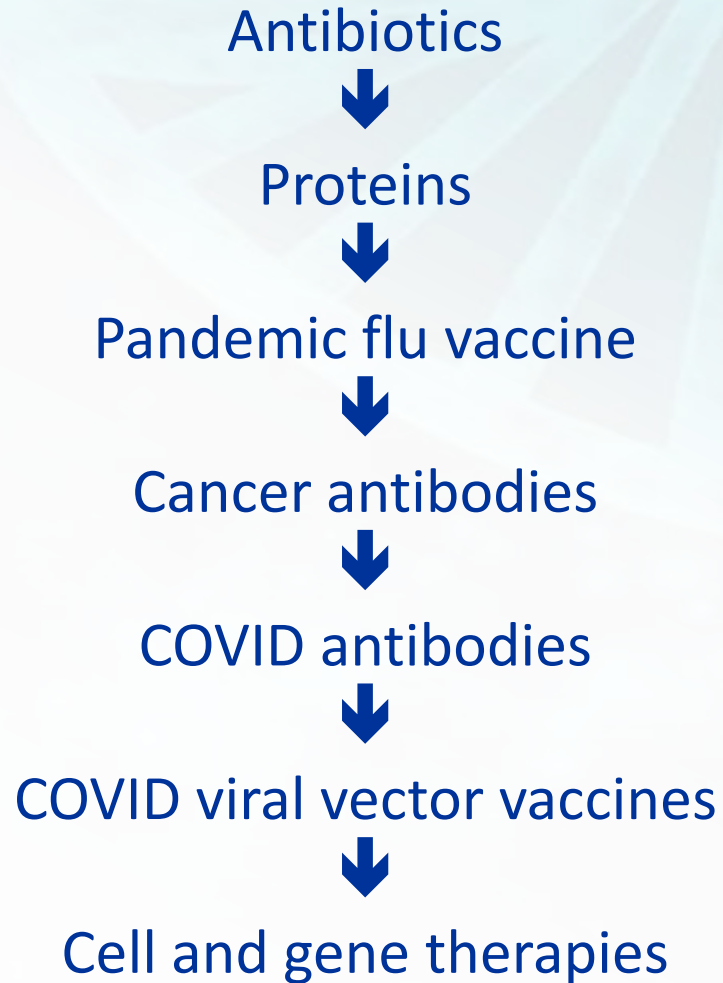 Antibiotics
Proteins
Pandemic flu vaccine
Cancer antibodies
COVID antibodies
COVID viral vector vaccines
Cell and gene therapies